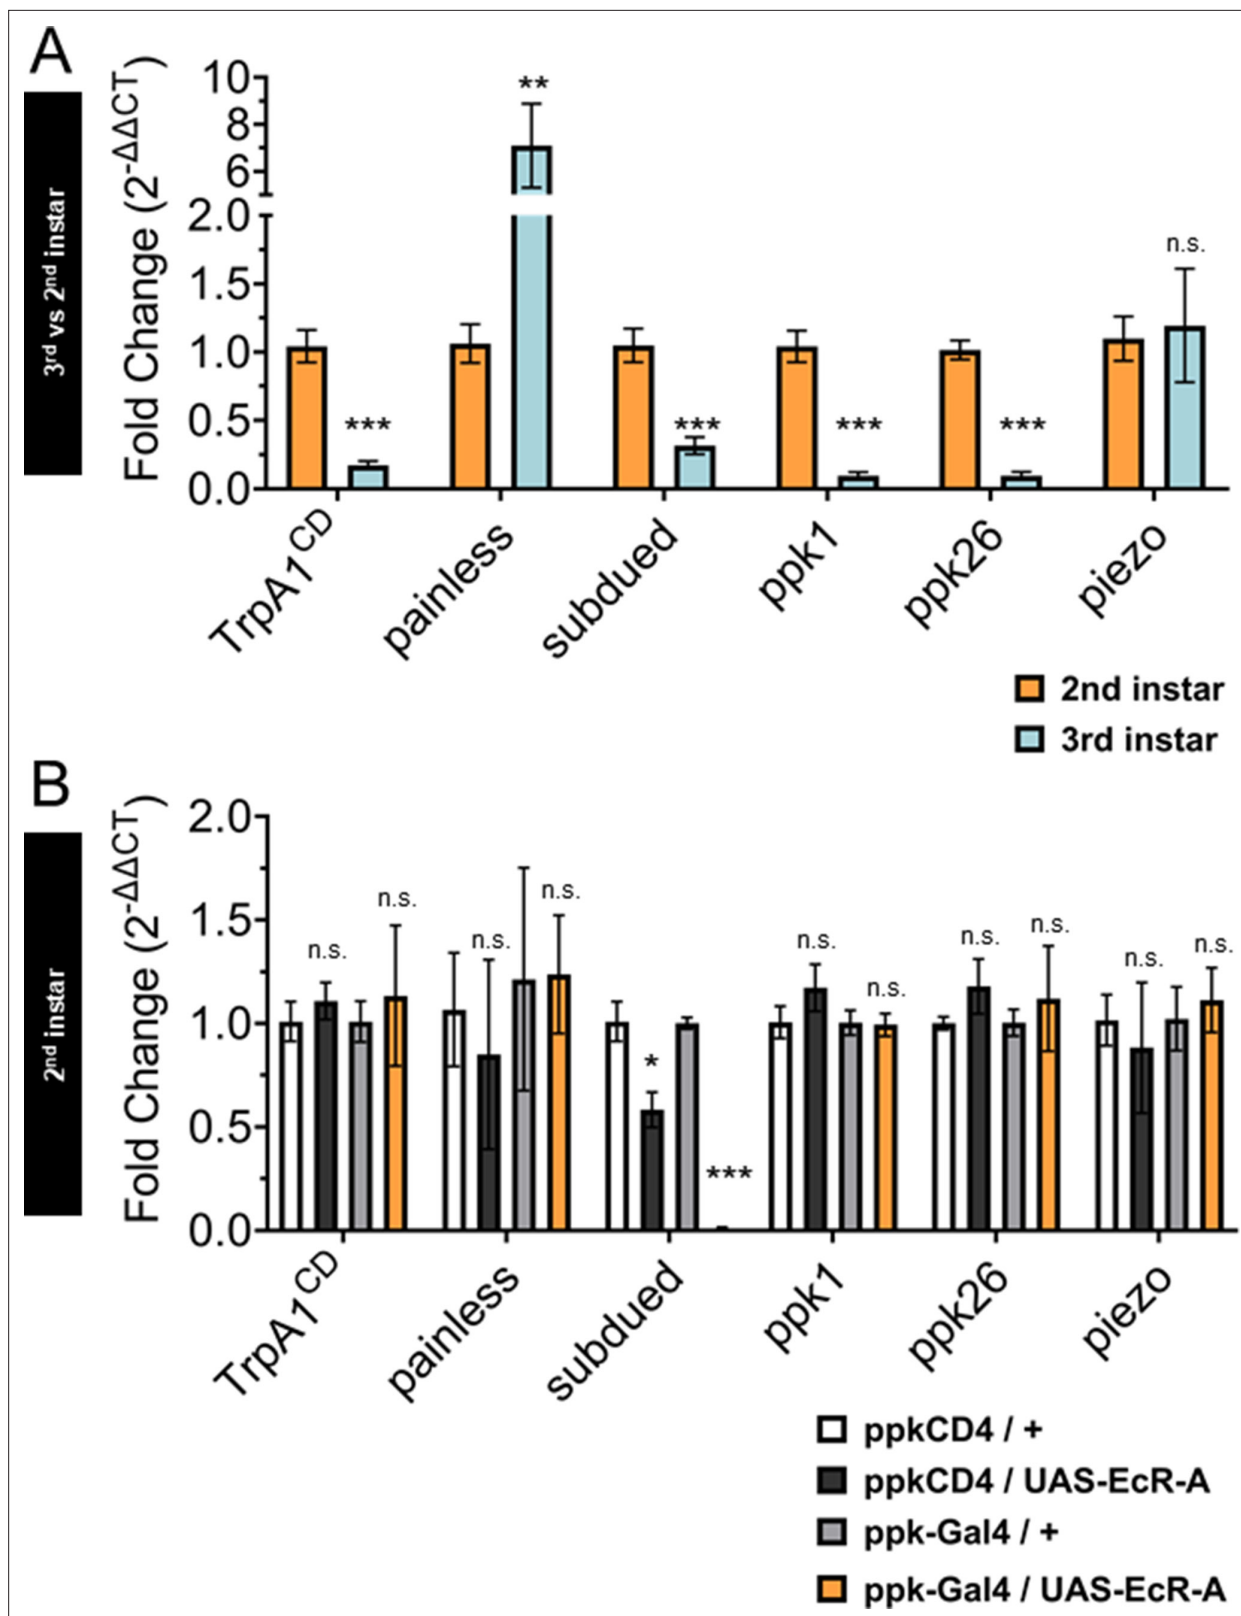 A
3rd vs 2nd instar
Fold Change (2-ΔΔCT)
10
8
6
2.0
1.5
1.0
0.5
0.0
**
***
***
***
***
n.s.
TrpA1CD
painless
subdued
ppk1
ppk26
piezo
2nd instar
3rd instar
B
2nd instar
Fold Change (2-ΔΔCT)
2.0
1.5
1.0
0.5
0.0
n.s.
n.s.
n.s.
n.s.
*
***
n.s.
n.s.
n.s.
n.s.
n.s.
n.s.
TrpA1CD
painless
subdued
ppk1
ppk26
piezo
ppkCD4 / +
ppkCD4 / UAS-EcR-A
ppk-Gal4 / +
ppk-Gal4 / UAS-EcR-A